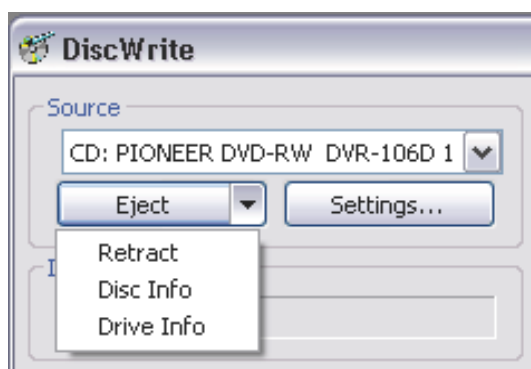 DiscWrite
Source
CD: PIONEER DVD-RW DVR-106D 1
Eject
Settings...
Retract
Disc Info
Drive Info